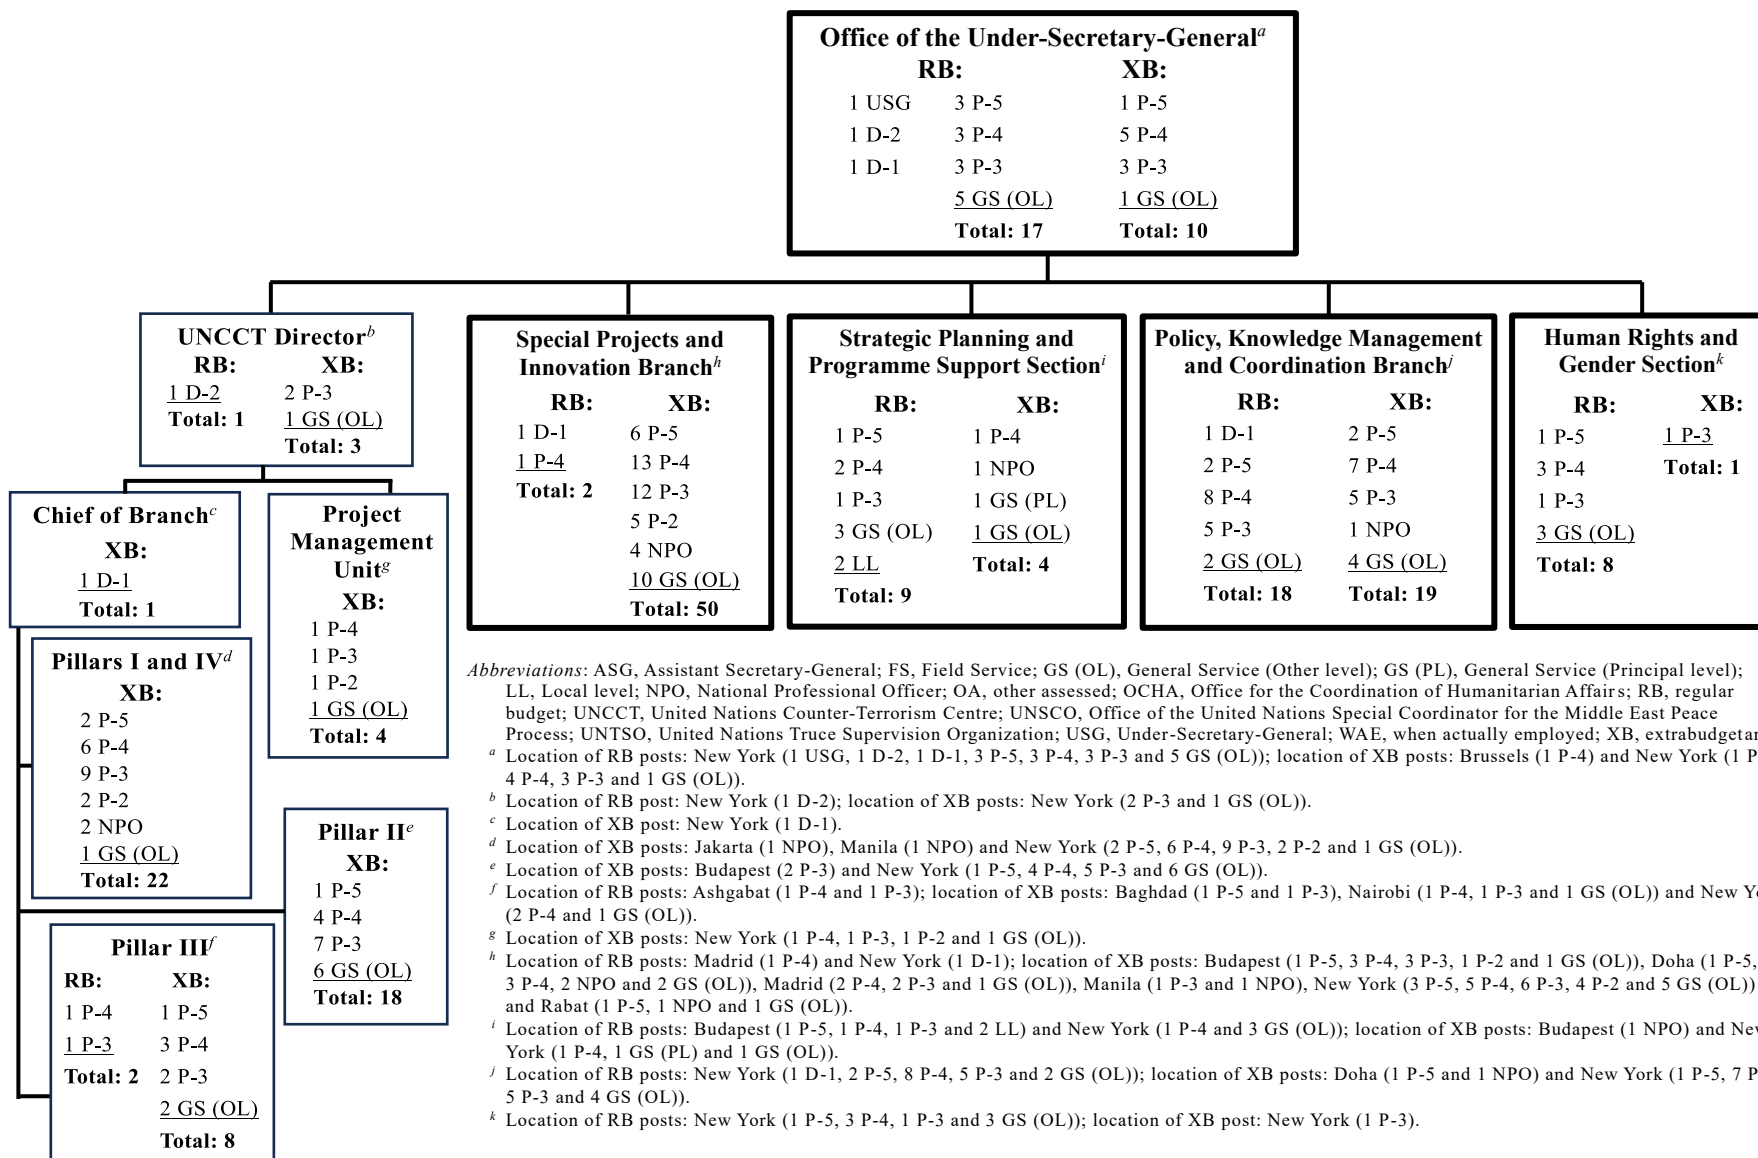 Office of the Under-Secretary-General^a
RB: XB:
1 USG 3 P-5 1 P-5
1 D-2 3 P-4 5 P-4
1 D-1 3 P-3 3 P-3
5 GS (OL) 1 GS (OL)
Total: 17 Total: 10
UNCCT Director^b
RB: XB:
1 D-2 2 P-3
Total: 1 1 GS (OL)
Total: 3
Special Projects and
Innovation Branch^h
RB: XB:
1 D-1 6 P-5
1 P-4 13 P-4
Total: 2 12 P-3
5 P-2
4 NPO
10 GS (OL)
Total: 50
Strategic Planning and
Programme Support Section^i
RB: XB:
1 P-5 1 P-4
2 P-4 1 NPO
1 P-3 1 GS (PL)
3 GS (OL) 1 GS (OL)
2 LL Total: 4
Total: 9
Policy, Knowledge Management
and Coordination Branch^j
RB: XB:
1 D-1 2 P-5
2 P-5 7 P-4
8 P-4 5 P-3
5 P-3 1 NPO
2 GS (OL) 4 GS (OL)
Total: 18 Total: 19
Human Rights and
Gender Section^k
RB: XB:
1 P-5 1 P-3
3 P-4 Total: 1
1 P-3
3 GS (OL)
Total: 8
Chief of Branch^c
XB:
1 D-1
Total: 1
Project
Management
Unit^g
XB:
1 P-4
1 P-3
1 P-2
1 GS (OL)
Total: 4
Pillars I and IV^d
XB:
2 P-5
6 P-4
9 P-3
2 P-2
2 NPO
1 GS (OL)
Total: 22
Pillar II^e
XB:
1 P-5
4 P-4
7 P-3
6 GS (OL)
Total: 18
Pillar III^f
RB: XB:
1 P-4 1 P-5
1 P-3 3 P-4
Total: 2 2 P-3
2 GS (OL)
Total: 8
Abbreviations: ASG, Assistant Secretary-General; FS, Field Service; GS (OL), General Service (Other level); GS (PL), General Service (Principal level);
LL, Local level; NPO, National Professional Officer; OA, other assessed; OCHA, Office for the Coordination of Humanitarian Affairs; RB, regular
budget; UNCCT, United Nations Counter-Terrorism Centre; UNSCO, Office of the United Nations Special Coordinator for the Middle East Peace
Process; UNTSO, United Nations Truce Supervision Organization; USG, Under-Secretary-General; WAE, when actually employed; XB, extrabudgetar
^a Location of RB posts: New York (1 USG, 1 D-2, 1 D-1, 3 P-5, 3 P-4, 3 P-3 and 5 GS (OL)); location of XB posts: Brussels (1 P-4) and New York (1 P
4 P-4, 3 P-3 and 1 GS (OL)).
^b Location of RB post: New York (1 D-2); location of XB posts: New York (2 P-3 and 1 GS (OL)).
^c Location of XB post: New York (1 D-1).
^d Location of XB posts: Jakarta (1 NPO), Manila (1 NPO) and New York (2 P-5, 6 P-4, 9 P-3, 2 P-2 and 1 GS (OL)).
^e Location of XB posts: Budapest (2 P-3) and New York (1 P-5, 4 P-4, 5 P-3 and 6 GS (OL)).
^f Location of RB posts: Ashgabat (1 P-4 and 1 P-3); location of XB posts: Baghdad (1 P-5 and 1 P-3), Nairobi (1 P-4, 1 P-3 and 1 GS (OL)) and New Yo
(2 P-4 and 1 GS (OL)).
^g Location of XB posts: New York (1 P-4, 1 P-3, 1 P-2 and 1 GS (OL)).
^h Location of RB posts: Madrid (1 P-4) and New York (1 D-1); location of XB posts: Budapest (1 P-5, 3 P-4, 3 P-3, 1 P-2 and 1 GS (OL)), Doha (1 P-5,
3 P-4, 2 NPO and 2 GS (OL)), Madrid (2 P-4, 2 P-3 and 1 GS (OL)), Manila (1 P-3 and 1 NPO), New York (3 P-5, 5 P-4, 6 P-3, 4 P-2 and 5 GS (OL))
and Rabat (1 P-5, 1 NPO and 1 GS (OL)).
^i Location of RB posts: Budapest (1 P-5, 1 P-4, 1 P-3 and 2 LL) and New York (1 P-4 and 3 GS (OL)); location of XB posts: Budapest (1 NPO) and New
York (1 P-4, 1 GS (PL) and 1 GS (OL)).
^j Location of RB posts: New York (1 D-1, 2 P-5, 8 P-4, 5 P-3 and 2 GS (OL)); location of XB posts: Doha (1 P-5 and 1 NPO) and New York (1 P-5, 7 P
5 P-3 and 4 GS (OL)).
^k Location of RB posts: New York (1 P-5, 3 P-4, 1 P-3 and 3 GS (OL)); location of XB post: New York (1 P-3).